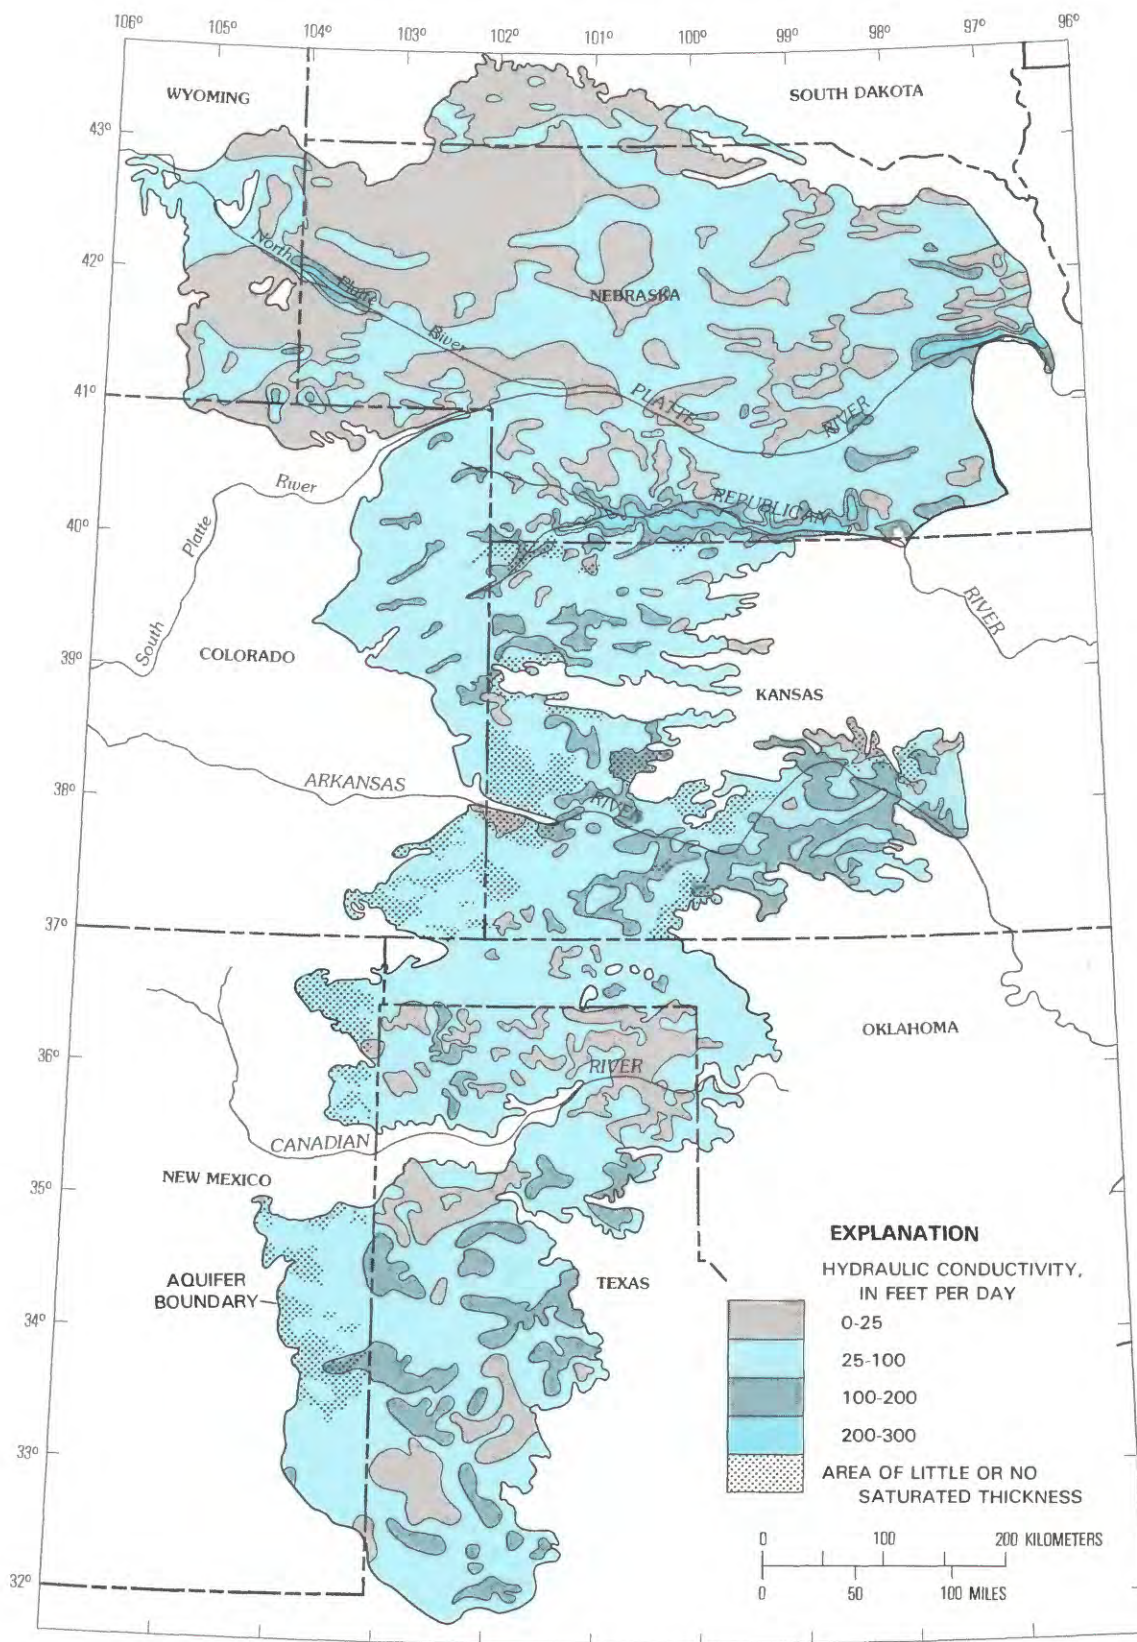 106°
105°
104°
103°
102°
101°
100°
99°
98°
97°
96°
WYOMING
SOUTH DAKOTA
43°
North
Platte
River
42°
NEBRASKA
41°
PLATTE
RIVER
River
Platte
South
REPUBLICAN
RIVER
40°
39°
COLORADO
KANSAS
ARKANSAS
RIVER
38°
37°
OKLAHOMA
36°
RIVER
CANADIAN
NEW MEXICO
35°
AQUIFER
BOUNDARY
TEXAS
34°
33°
32°
EXPLANATION
HYDRAULIC CONDUCTIVITY,
IN FEET PER DAY
0-25
25-100
100-200
200-300
AREA OF LITTLE OR NO
SATURATED THICKNESS
0 100 200 KILOMETERS
0 50 100 MILES